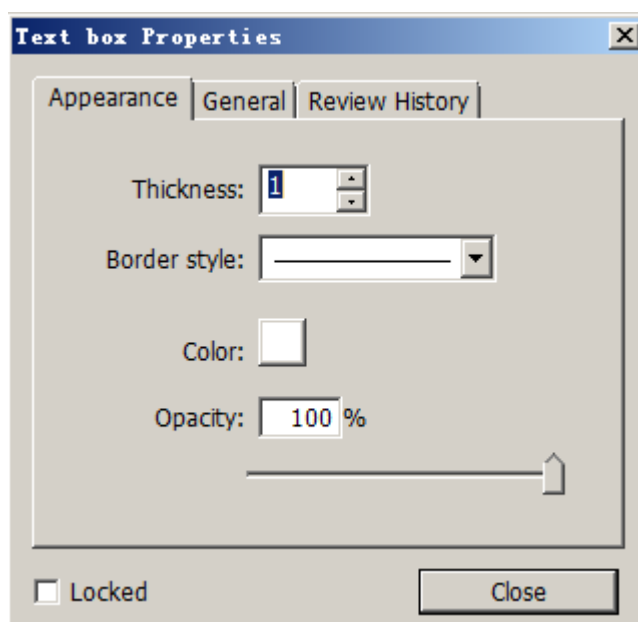 Text box Properties
Appearance General Review History
Thickness: 1
Border style:
Color:
Opacity: 100 %
Locked Close